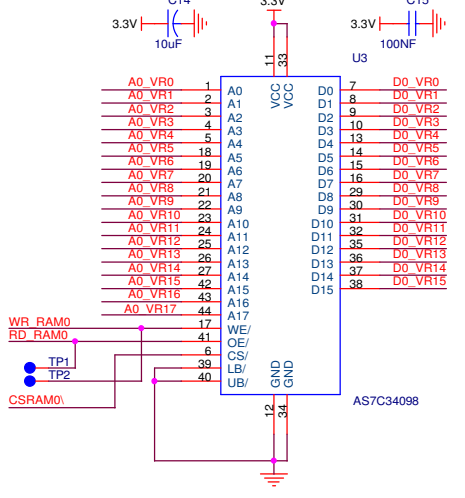 C14
3.3V
C15
3.3V
3.3V
10uF
100NF
U3
11
33
VCC
VCC
A0_VR0 1 A0 D0 7 D0_VR0
A0_VR1 2 A1 D1 8 D0_VR1
A0_VR2 3 A2 D2 9 D0_VR2
A0_VR3 4 A3 D3 10 D0_VR3
A0_VR4 5 A4 D4 13 D0_VR4
A0_VR5 18 A5 D5 14 D0_VR5
A0_VR6 19 A6 D6 15 D0_VR6
A0_VR7 20 A7 D7 16 D0_VR7
A0_VR8 21 A8 D8 29 D0_VR8
A0_VR9 22 A9 D9 30 D0_VR9
A0_VR10 23 A10 D10 31 D0_VR10
A0_VR11 24 A11 D11 32 D0_VR11
A0_VR12 25 A12 D12 35 D0_VR12
A0_VR13 26 A13 D13 36 D0_VR13
A0_VR14 27 A14 D14 37 D0_VR14
A0_VR15 42 A15 D15 38 D0_VR15
A0_VR16 43 A16
A0_VR17 44 A17
WR_RAM0 17 WE/
RD_RAM0 41 OE/
6 CS/
TP1 39 LB/
TP2 40 UB/
CSRAM0\
GND
GND
12
34
AS7C34098